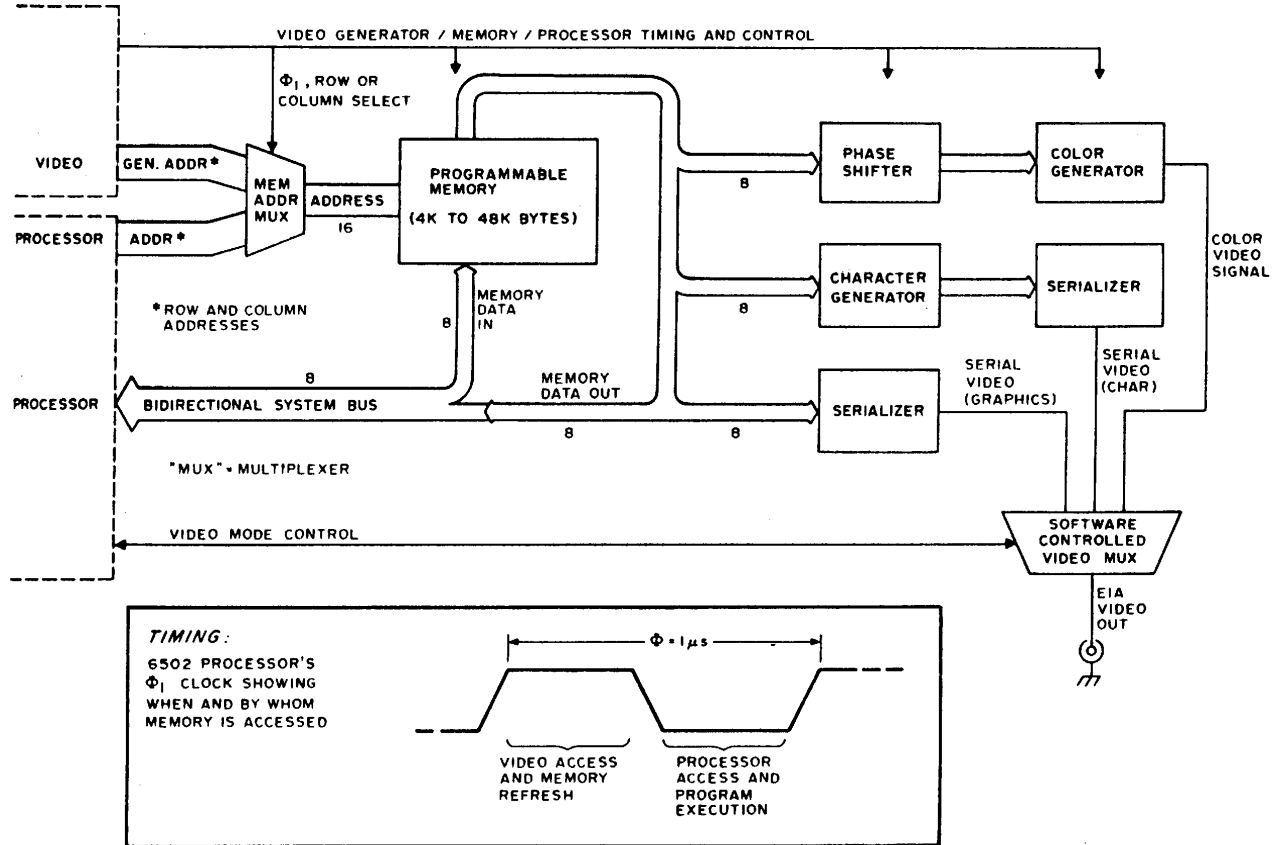 VIDEO GENERATOR / MEMORY / PROCESSOR TIMING AND CONTROL
Φ1, ROW OR
COLUMN SELECT
VIDEO
GEN. ADDR*
MEM
ADDR
MUX
ADDRESS
16
PROGRAMMABLE
MEMORY
(4K TO 48K BYTES)
8
PHASE
SHIFTER
COLOR
GENERATOR
PROCESSOR
ADDR*
COLOR
VIDEO
SIGNAL
*ROW AND COLUMN
ADDRESSES
8
MEMORY
DATA
IN
8
CHARACTER
GENERATOR
SERIALIZER
PROCESSOR
8
BIDIRECTIONAL SYSTEM BUS
MEMORY
DATA OUT
8
8
SERIALIZER
SERIAL
VIDEO
(GRAPHICS)
SERIAL
VIDEO
(CHAR)
"MUX" = MULTIPLEXER
VIDEO MODE CONTROL
SOFTWARE
CONTROLLED
VIDEO MUX
EIA
VIDEO
OUT
TIMING:
6502 PROCESSOR'S
Φ1 CLOCK SHOWING
WHEN AND BY WHOM
MEMORY IS ACCESSED
Φ = 1μs
VIDEO ACCESS
AND MEMORY
REFRESH
PROCESSOR
ACCESS AND
PROGRAM
EXECUTION